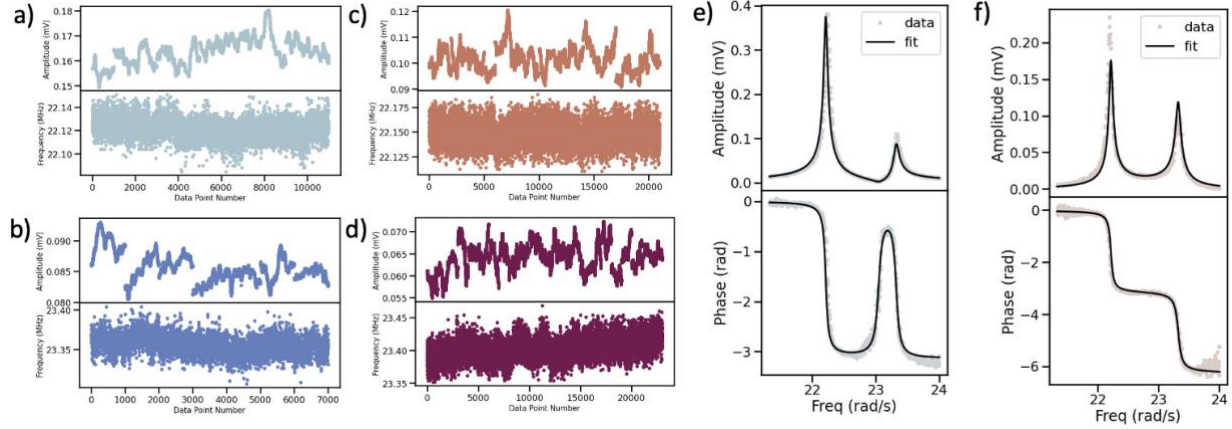 a)
0.18
0.17
0.16
0.15
Amplitude (mV)
22.14
22.12
22.10
Frequency (MHz)
0 2000 4000 6000 8000 10000
Data Point Number
b)
0.090
0.085
0.080
Amplitude (mV)
23.40
23.35
Frequency (MHz)
0 1000 2000 3000 4000 5000 6000 7000
Data Point Number
c)
0.12
0.11
0.10
0.09
Amplitude (mV)
22.175
22.150
22.125
Frequency (MHz)
0 5000 10000 15000 20000
Data Point Number
d)
0.070
0.065
0.060
0.055
Amplitude (mV)
23.45
23.40
23.35
Frequency (MHz)
0 5000 10000 15000 20000
Data Point Number
e)
data
fit
0.4
0.3
0.2
0.1
0.0
Amplitude (mV)
0
−1
−2
−3
Phase (rad)
22 23 24
Freq (rad/s)
f)
data
fit
0.20
0.15
0.10
0.05
0.00
Amplitude (mV)
0
−2
−4
−6
Phase (rad)
22 23 24
Freq (rad/s)